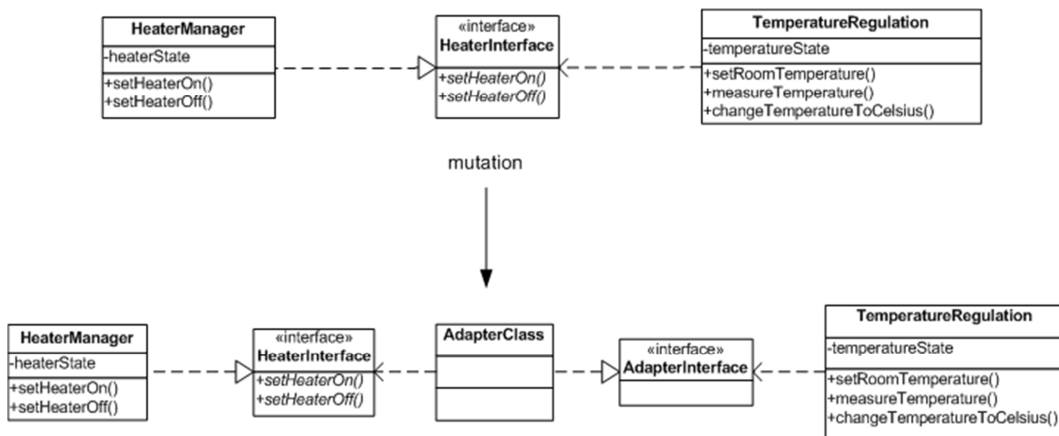 HeaterManager
-heaterState
+setHeaterOn()
+setHeaterOff()
«interface»
HeaterInterface
+setHeaterOn()
+setHeaterOff()
TemperatureRegulation
-temperatureState
+setRoomTemperature()
+measureTemperature()
+changeTemperatureToCelsius()
mutation
HeaterManager
-heaterState
+setHeaterOn()
+setHeaterOff()
«interface»
HeaterInterface
+setHeaterOn()
+setHeaterOff()
AdapterClass
«interface»
AdapterInterface
TemperatureRegulation
-temperatureState
+setRoomTemperature()
+measureTemperature()
+changeTemperatureToCelsius()